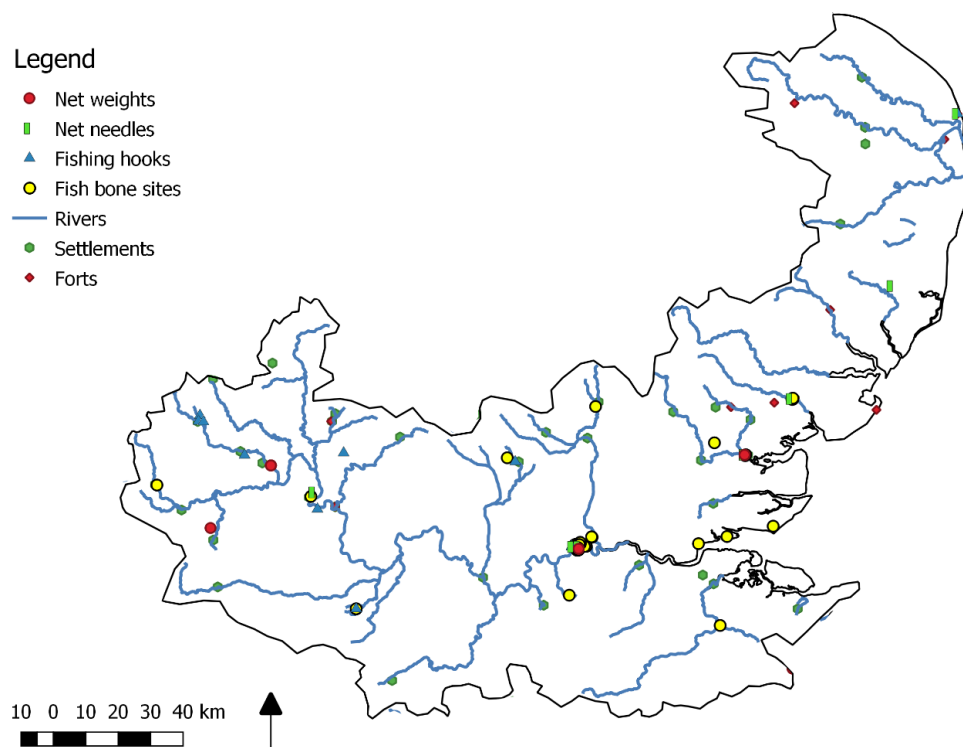 Legend
Net weights
Net needles
Fishing hooks
Fish bone sites
Rivers
Settlements
Forts
10 0 10 20 30 40 km